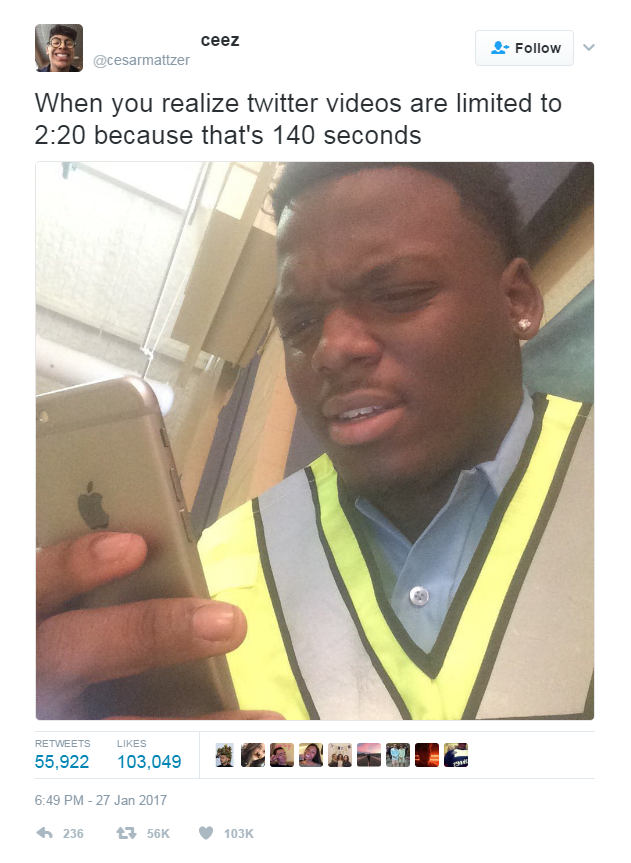 ceez
@cesarmattzer
Follow
When you realize twitter videos are limited to
2:20 because that's 140 seconds
RETWEETS LIKES
55,922 103,049
6:49 PM - 27 Jan 2017
236 56K 103K